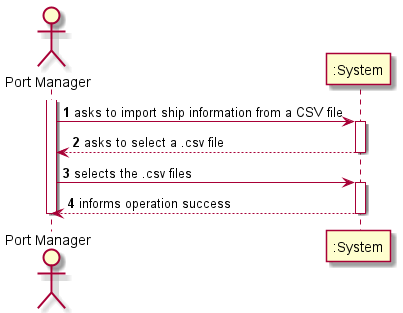 Port Manager
:System
1 asks to import ship information from a CSV file
2 asks to select a .csv file
3 selects the .csv files
4 informs operation success
Port Manager
:System